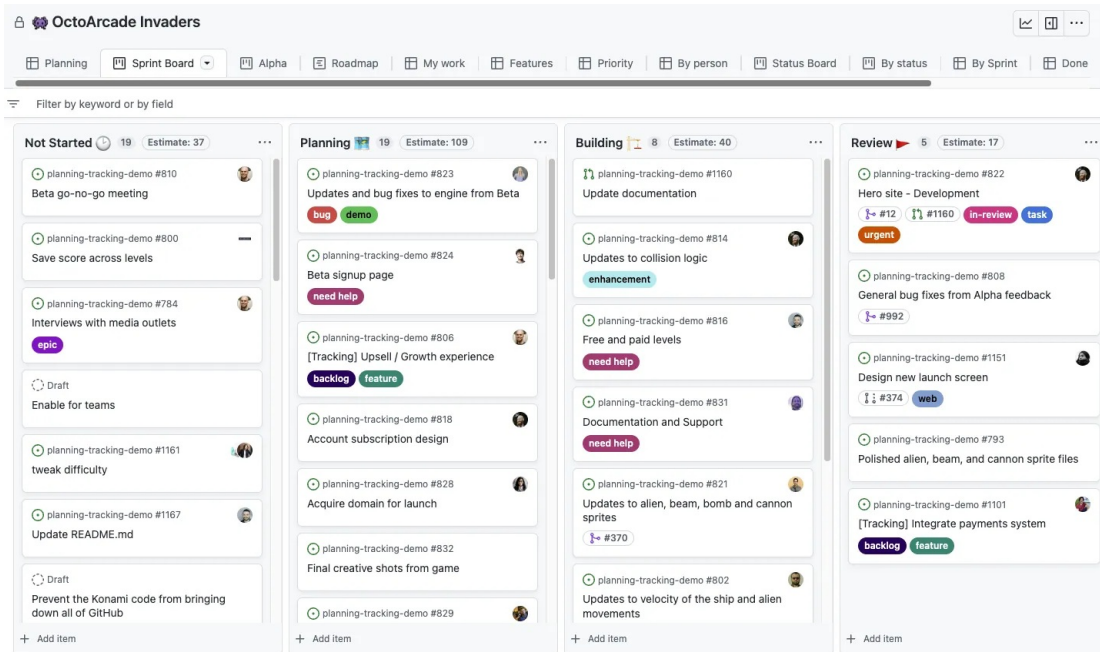 OctoArcade Invaders
Planning
Sprint Board
Alpha
Roadmap
My work
Features
Priority
By person
Status Board
By status
By Sprint
Done
Filter by keyword or by field
Not Started 19 Estimate: 37
planning-tracking-demo #810
Beta go-no-go meeting
planning-tracking-demo #800
Save score across levels
planning-tracking-demo #784
Interviews with media outlets
epic
Draft
Enable for teams
planning-tracking-demo #1161
tweak difficulty
planning-tracking-demo #1167
Update README.md
Draft
Prevent the Konami code from bringing
down all of GitHub
Add item
Planning 19 Estimate: 109
planning-tracking-demo #823
Updates and bug fixes to engine from Beta
bug demo
planning-tracking-demo #824
Beta signup page
need help
planning-tracking-demo #806
[Tracking] Upsell / Growth experience
backlog feature
planning-tracking-demo #818
Account subscription design
planning-tracking-demo #828
Acquire domain for launch
planning-tracking-demo #832
Final creative shots from game
planning-tracking-demo #829
Add item
Building 8 Estimate: 40
planning-tracking-demo #1160
Update documentation
planning-tracking-demo #814
Updates to collision logic
enhancement
planning-tracking-demo #816
Free and paid levels
need help
planning-tracking-demo #831
Documentation and Support
need help
planning-tracking-demo #821
Updates to alien, beam, bomb and cannon
sprites
#370
planning-tracking-demo #802
Updates to velocity of the ship and alien
movements
Add item
Review 5 Estimate: 17
planning-tracking-demo #822
Hero site - Development
#12 #1160 in-review task
urgent
planning-tracking-demo #808
General bug fixes from Alpha feedback
#992
planning-tracking-demo #1151
Design new launch screen
#374 web
planning-tracking-demo #793
Polished alien, beam, and cannon sprite files
planning-tracking-demo #1101
[Tracking] Integrate payments system
backlog feature
Add item